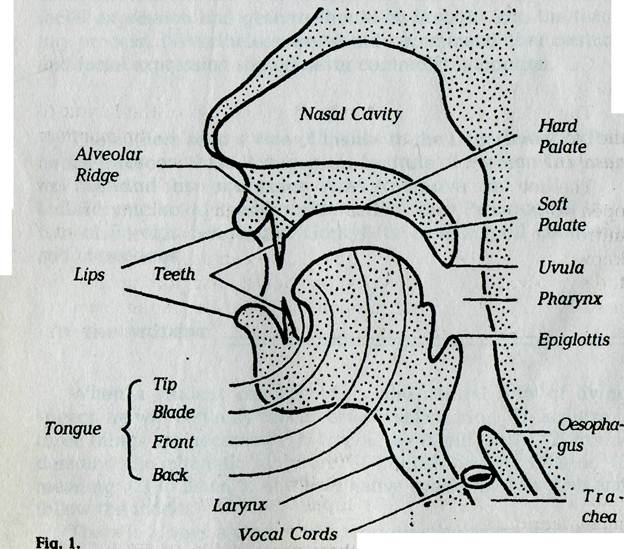 Nasal Cavity
Hard
Palate
Alveolar
Ridge
Soft
Palate
Lips
Teeth
Uvula
Pharynx
Epiglottis
Tongue
Tip
Blade
Front
Back
Oesopha-
gus
Larynx
Tra-
chea
Vocal Cords
Fig. 1.